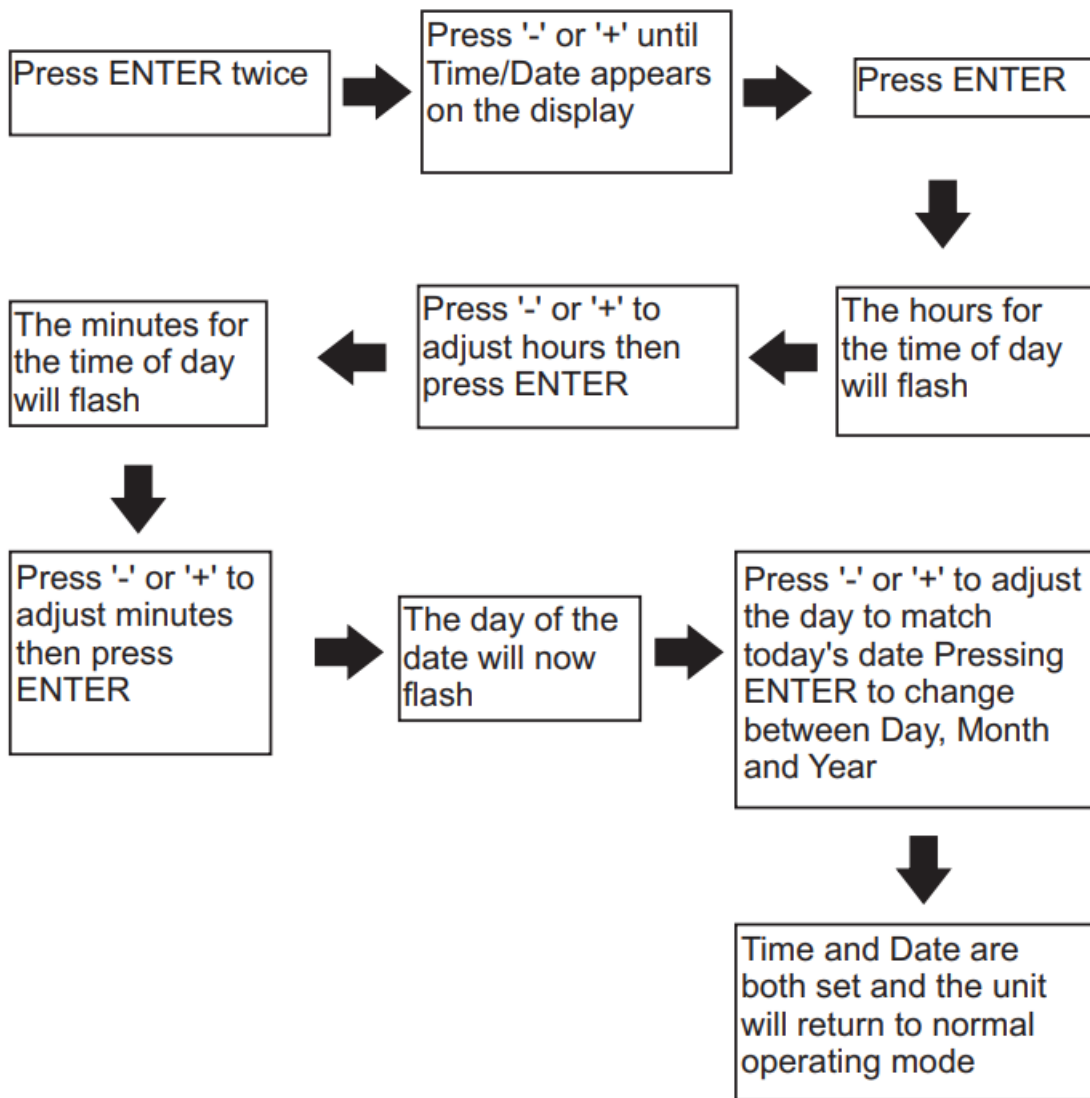 Press ENTER twice
Press '-' or '+' until
Time/Date appears
on the display
Press ENTER
The hours for
the time of day
will flash
Press '-' or '+' to
adjust hours then
press ENTER
The minutes for
the time of day
will flash
Press '-' or '+' to
adjust minutes
then press
ENTER
The day of the
date will now
flash
Press '-' or '+' to adjust
the day to match
today's date Pressing
ENTER to change
between Day, Month
and Year
Time and Date are
both set and the unit
will return to normal
operating mode